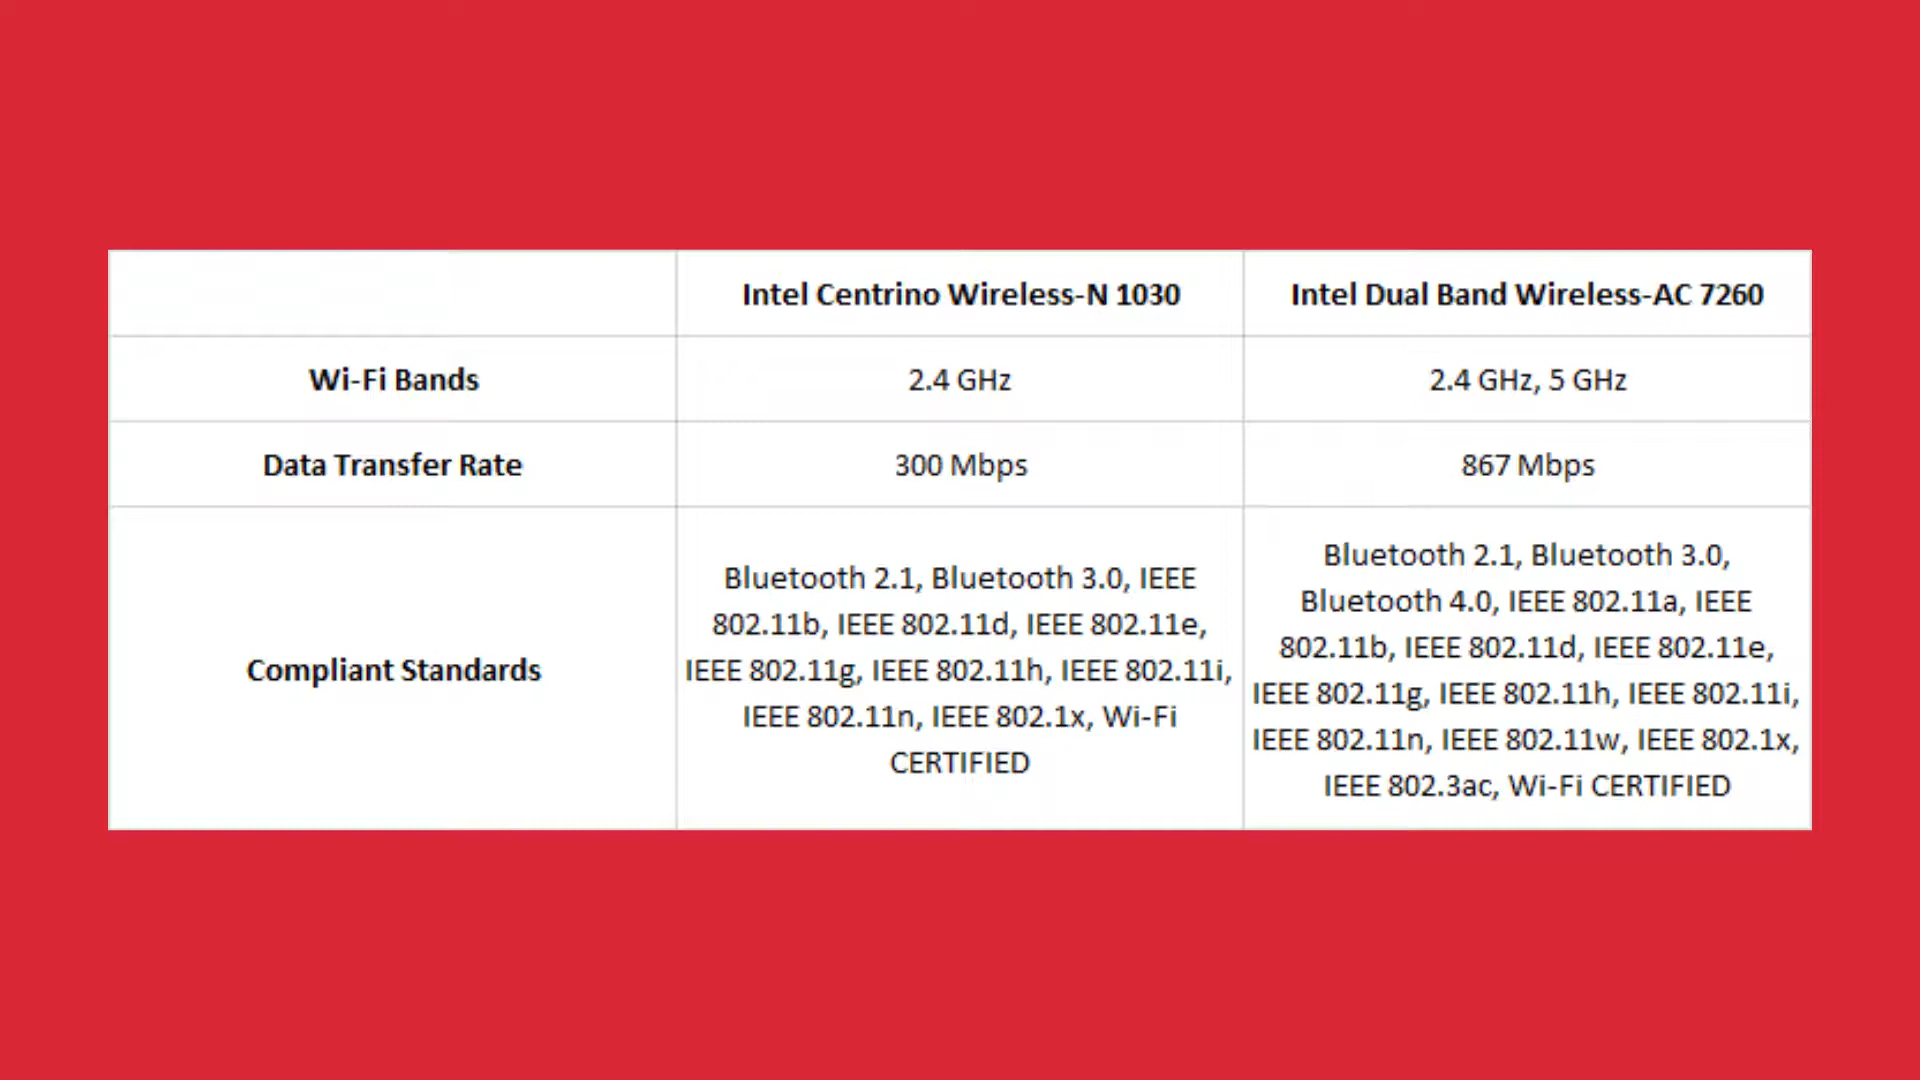 Intel Centrino Wireless-N 1030
Intel Dual Band Wireless-AC 7260
Wi-Fi Bands
2.4 GHz
2.4 GHz, 5 GHz
Data Transfer Rate
300 Mbps
867 Mbps
Compliant Standards
Bluetooth 2.1, Bluetooth 3.0, IEEE
802.11b, IEEE 802.11d, IEEE 802.11e,
IEEE 802.11g, IEEE 802.11h, IEEE 802.11i,
IEEE 802.11n, IEEE 802.1x, Wi-Fi
CERTIFIED
Bluetooth 2.1, Bluetooth 3.0,
Bluetooth 4.0, IEEE 802.11a, IEEE
802.11b, IEEE 802.11d, IEEE 802.11e,
IEEE 802.11g, IEEE 802.11h, IEEE 802.11i,
IEEE 802.11n, IEEE 802.11w, IEEE 802.1x,
IEEE 802.3ac, Wi-Fi CERTIFIED